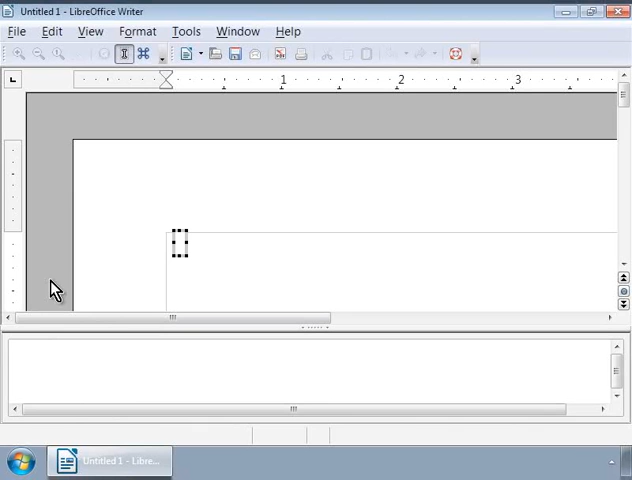 Untitled 1 - LibreOffice Writer
File Edit View Format Tools Window Help
1 2 3
Untitled 1 - Libre...